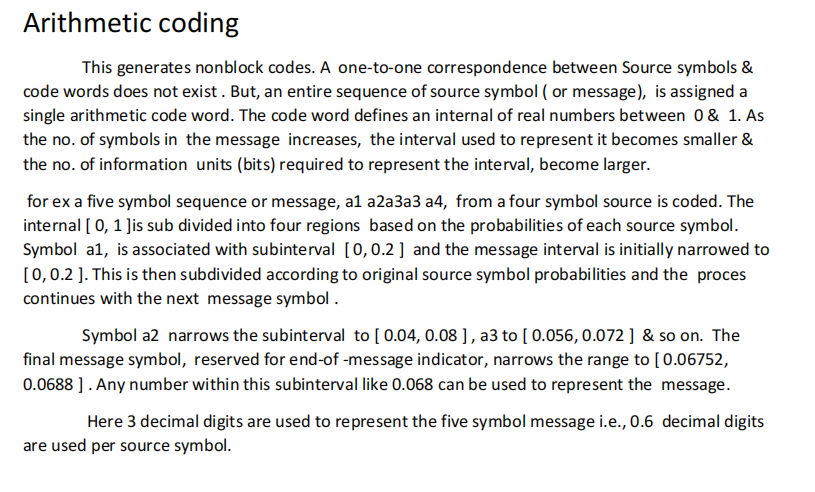 Arithmetic coding
This generates nonblock codes. A one-to-one correspondence between Source symbols &
code words does not exist . But, an entire sequence of source symbol ( or message), is assigned a
single arithmetic code word. The code word defines an internal of real numbers between 0 & 1. As
the no. of symbols in the message increases, the interval used to represent it becomes smaller &
the no. of information units (bits) required to represent the interval, become larger.
for ex a five symbol sequence or message, a1 a2a3a3 a4, from a four symbol source is coded. The
internal [ 0, 1 ]is sub divided into four regions based on the probabilities of each source symbol.
Symbol a1, is associated with subinterval [ 0, 0.2 ] and the message interval is initially narrowed to
[ 0, 0.2 ]. This is then subdivided according to original source symbol probabilities and the proces
continues with the next message symbol .
Symbol a2 narrows the subinterval to [ 0.04, 0.08 ] , a3 to [ 0.056, 0.072 ] & so on. The
final message symbol, reserved for end-of -message indicator, narrows the range to [ 0.06752,
0.0688 ] . Any number within this subinterval like 0.068 can be used to represent the message.
Here 3 decimal digits are used to represent the five symbol message i.e., 0.6 decimal digits
are used per source symbol.